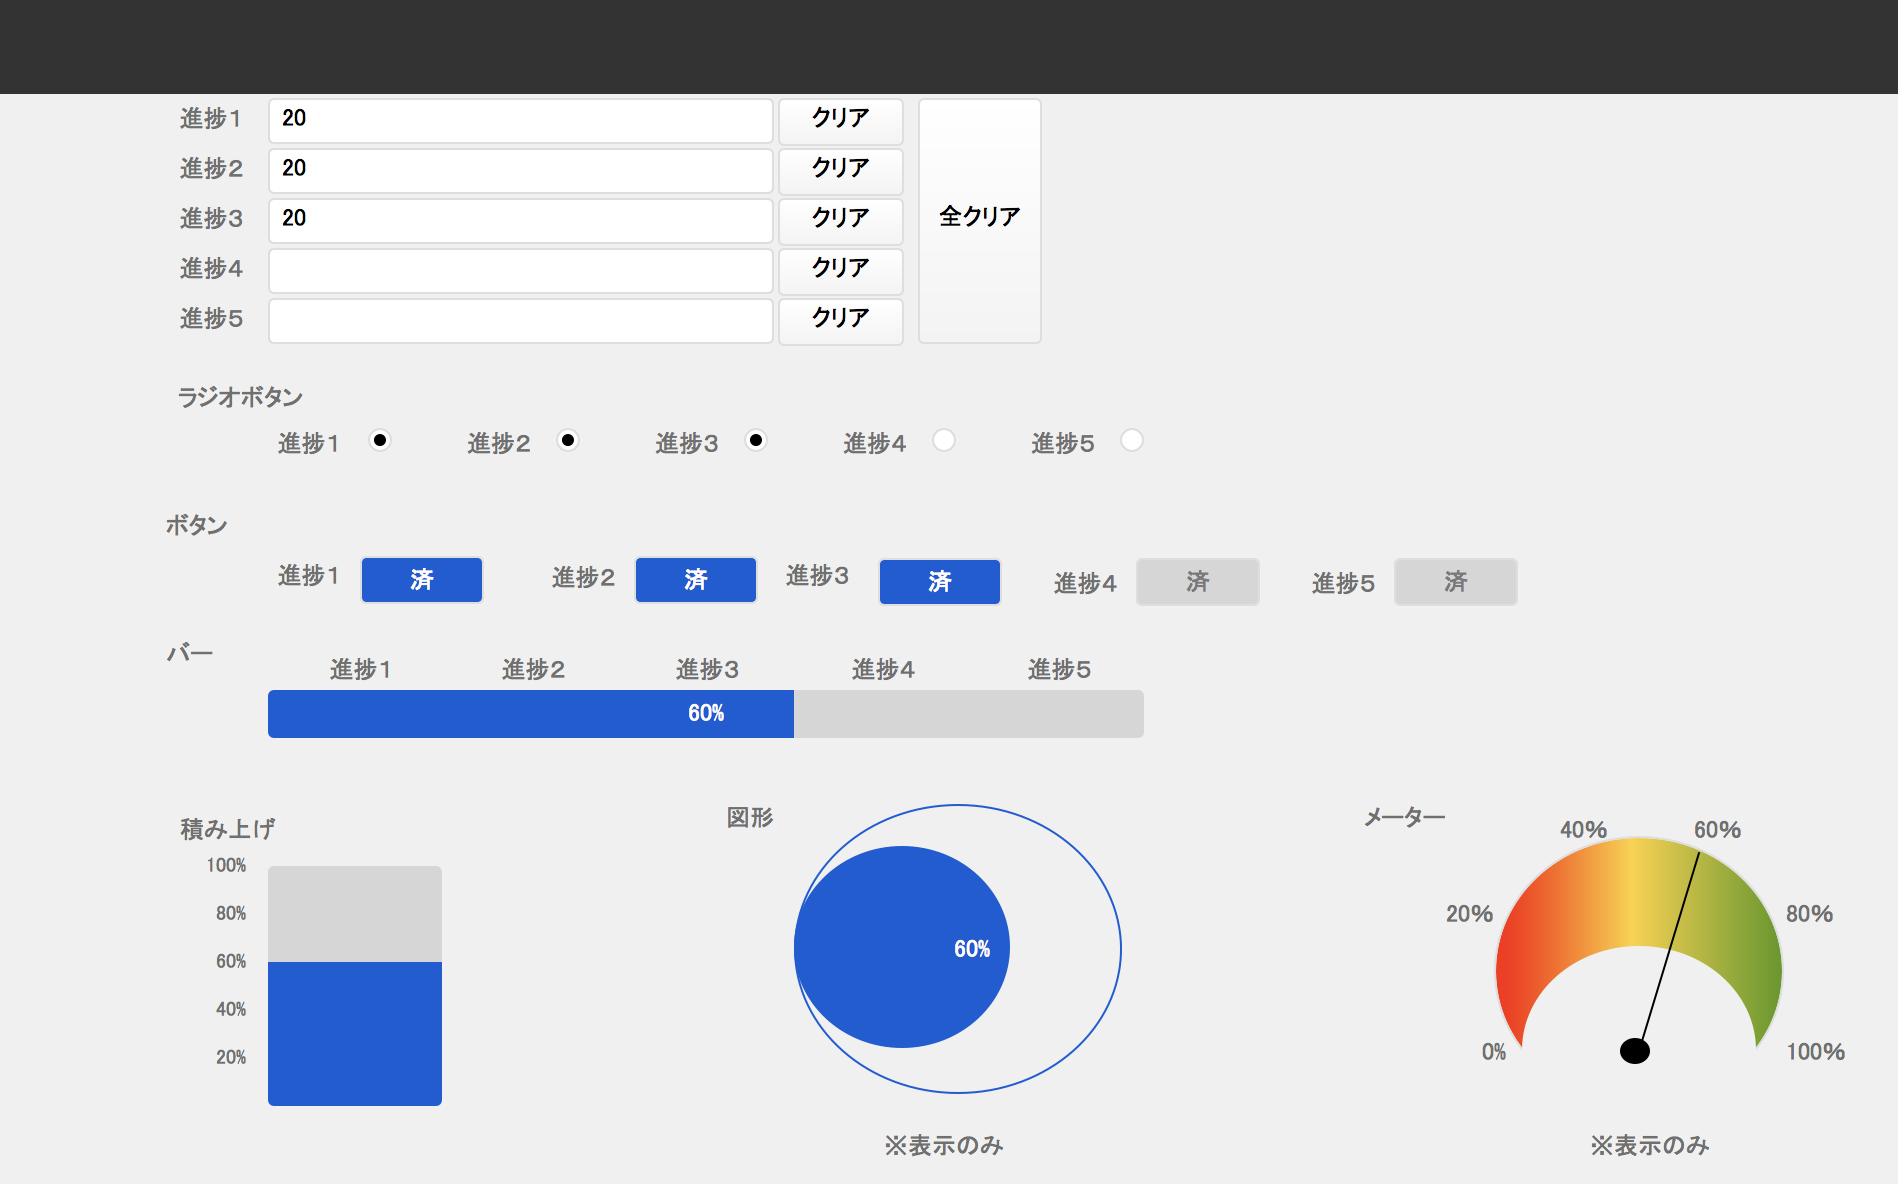 進捗1 20 クリア
進捗2 20 クリア
進捗3 20 クリア 全クリア
進捗4 クリア
進捗5 クリア
ラジオボタン
進捗1 進捗2 進捗3 進捗4 進捗5
ボタン
進捗1 済 進捗2 済 進捗3 済 進捗4 済 進捗5 済
バー
進捗1 進捗2 進捗3 進捗4 進捗5
60%
積み上げ
100%
80%
60%
40%
20%
図形
60%
※表示のみ
メーター
40% 60%
20% 80%
0% 100%
※表示のみ